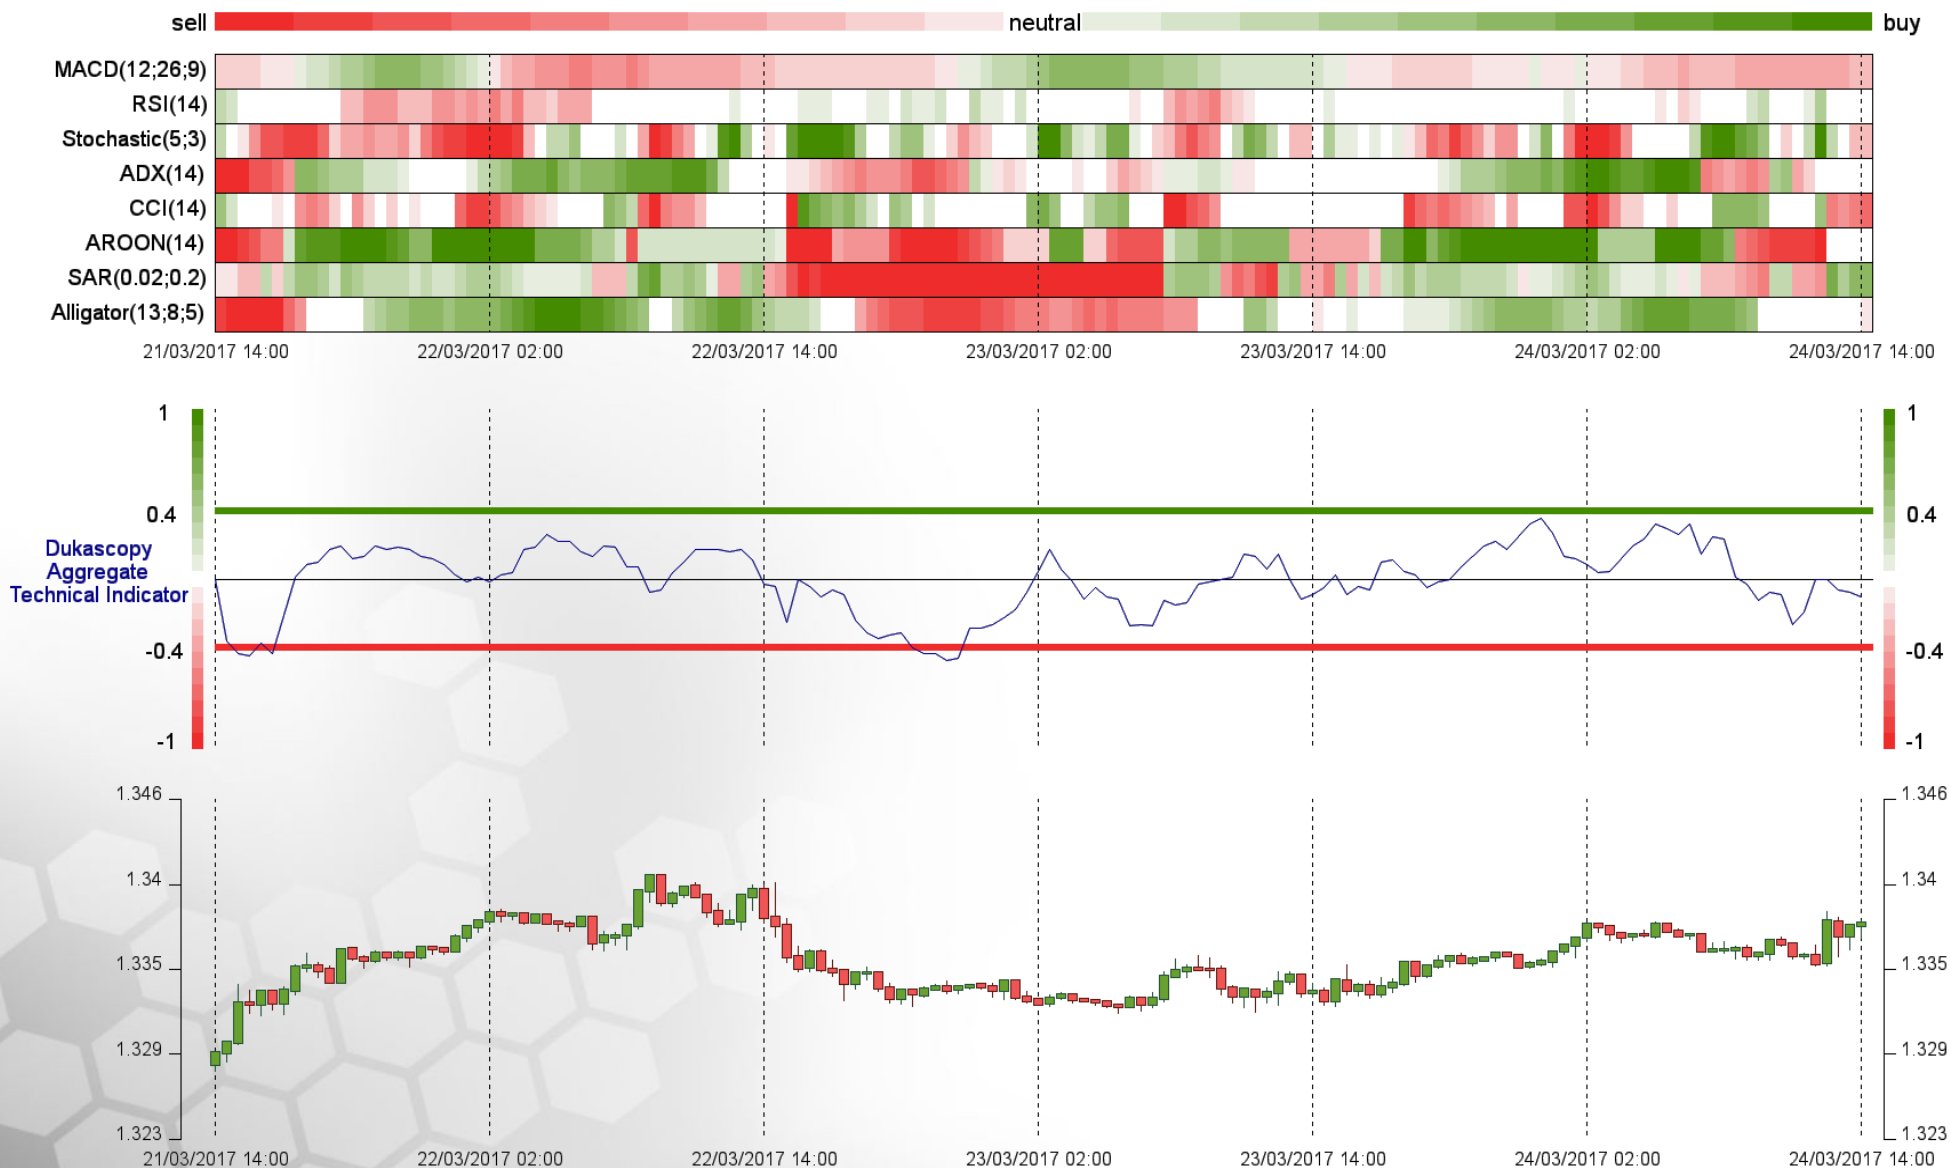 sell neutral buy
MACD(12;26;9)
RSI(14)
Stochastic(5;3)
ADX(14)
CCI(14)
AROON(14)
SAR(0.02;0.2)
Alligator(13;8;5)
21/03/2017 14:00 22/03/2017 02:00 22/03/2017 14:00 23/03/2017 02:00 23/03/2017 14:00 24/03/2017 02:00 24/03/2017 14:00
1 1
0.4 0.4
Dukascopy
Aggregate
Technical Indicator
-0.4 -0.4
-1 -1
1.346 1.346
1.34 1.34
1.335 1.335
1.329 1.329
1.323 1.323
21/03/2017 14:00 22/03/2017 02:00 22/03/2017 14:00 23/03/2017 02:00 23/03/2017 14:00 24/03/2017 02:00 24/03/2017 14:00